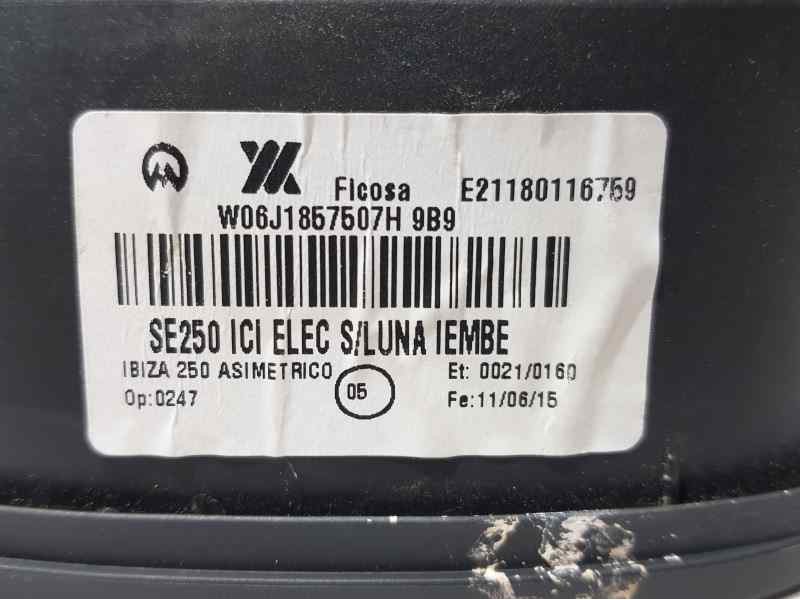 Ficosa E21180116759
W06J1857507H 9B9
SE250 ICI ELEC S/LUNA IEMBE
IBIZA 250 ASIMETRICO 05 Et: 0021/0160
Op:0247 Fe:11/06/15